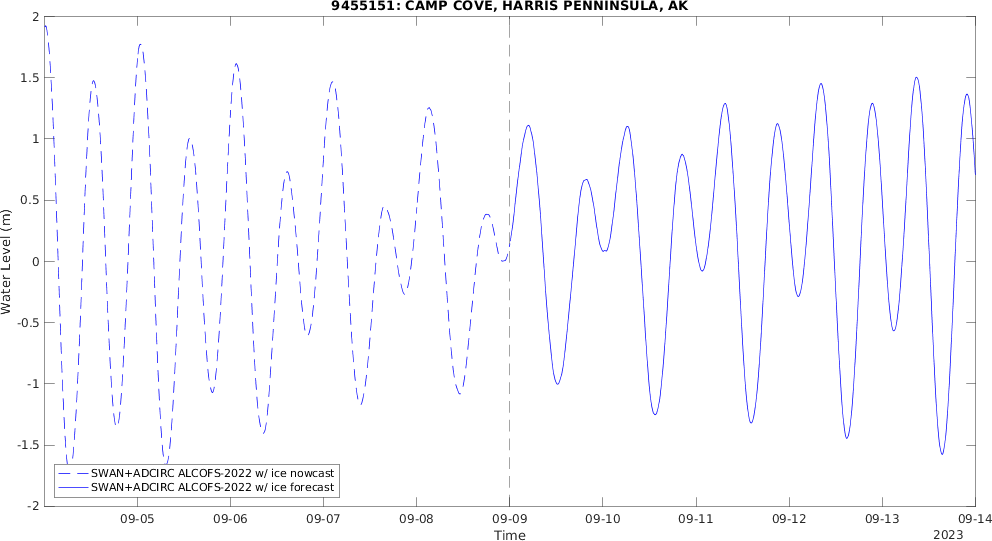 9455151: CAMP COVE, HARRIS PENNINSULA, AK
2
1.5
1
0.5
0
-0.5
-1
-1.5
-2
Water Level (m)
SWAN+ADCIRC ALCOFS-2022 w/ ice nowcast
SWAN+ADCIRC ALCOFS-2022 w/ ice forecast
09-05 09-06 09-07 09-08 09-09 09-10 09-11 09-12 09-13 09-14
Time
2023